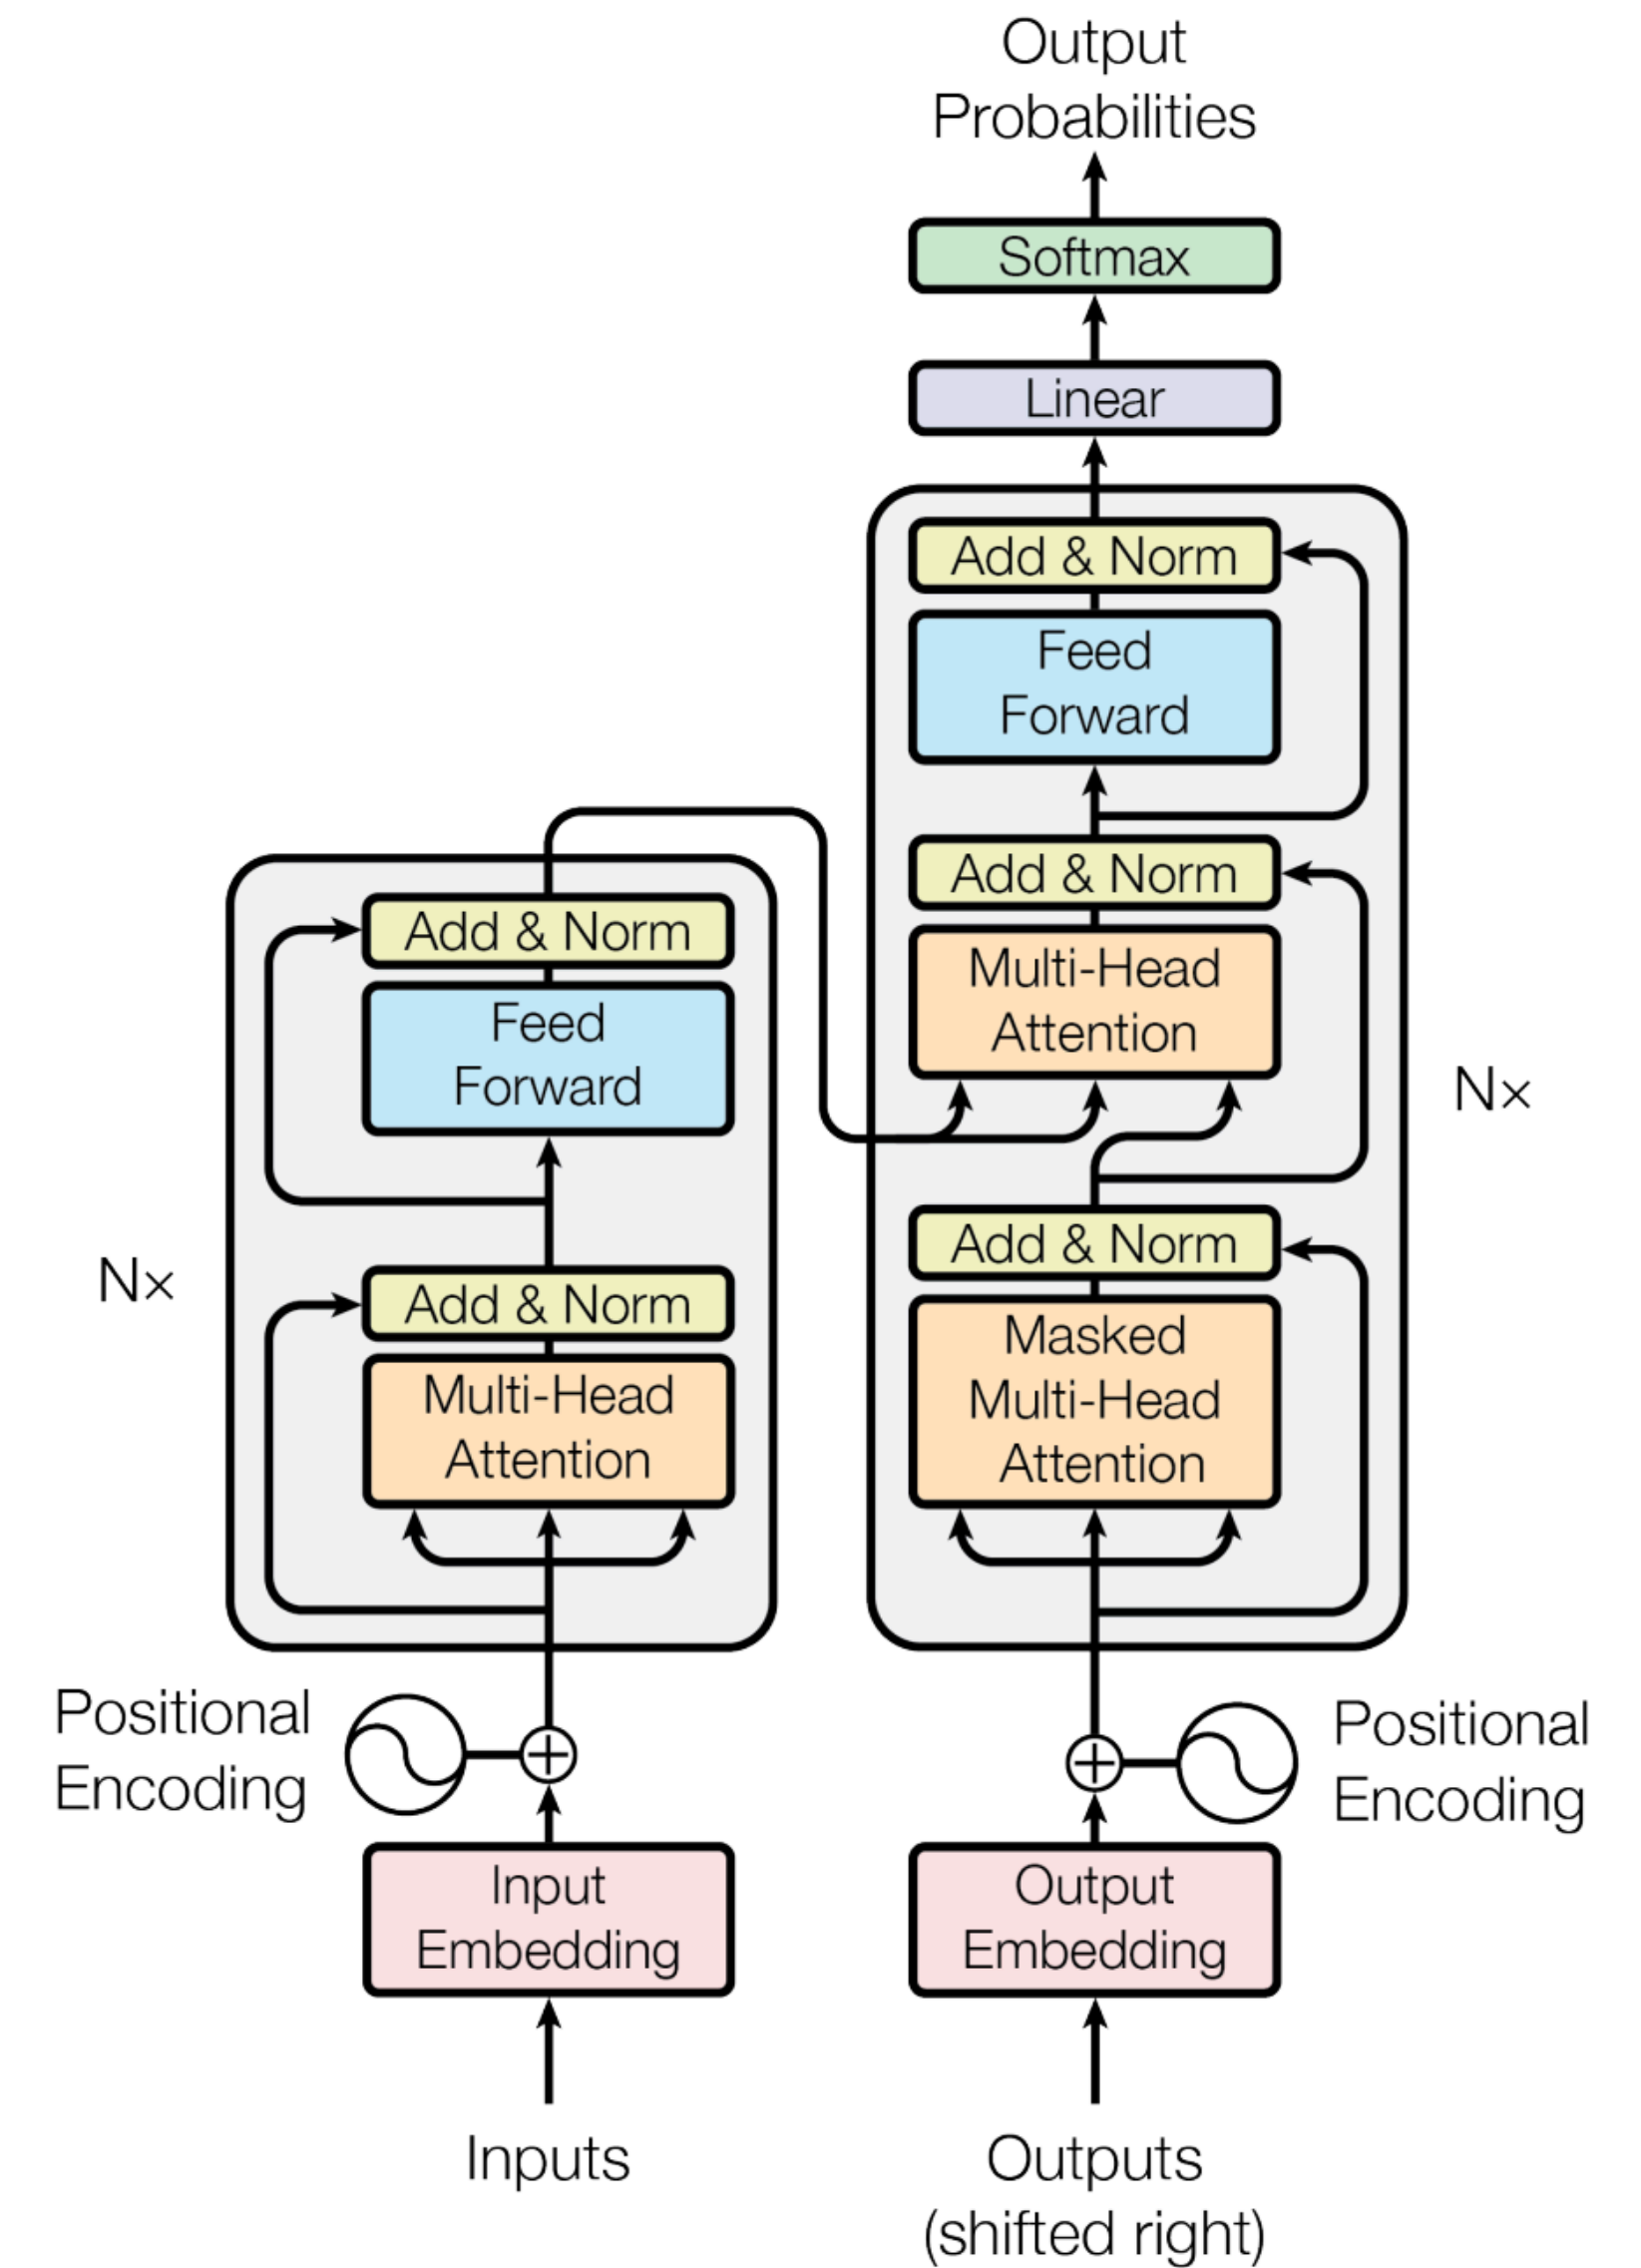 Output
Probabilities
Softmax
Linear
Add & Norm
Feed
Forward
Add & Norm
Multi-Head
Attention
Nx
Add & Norm
Masked
Multi-Head
Attention
Add & Norm
Feed
Forward
Nx
Add & Norm
Multi-Head
Attention
Positional
Encoding
Positional
Encoding
Input
Embedding
Output
Embedding
Inputs
Outputs
(shifted right)